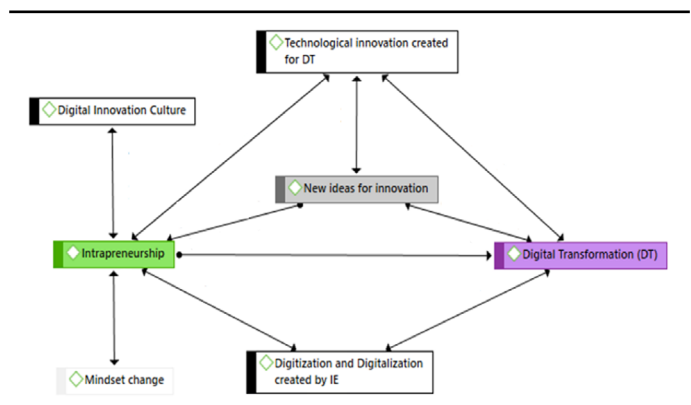 Technological innovation created
for DT
Digital Innovation Culture
New ideas for innovation
Intrapreneurship
Digital Transformation (DT)
Digitization and Digitalization
created by IE
Mindset change